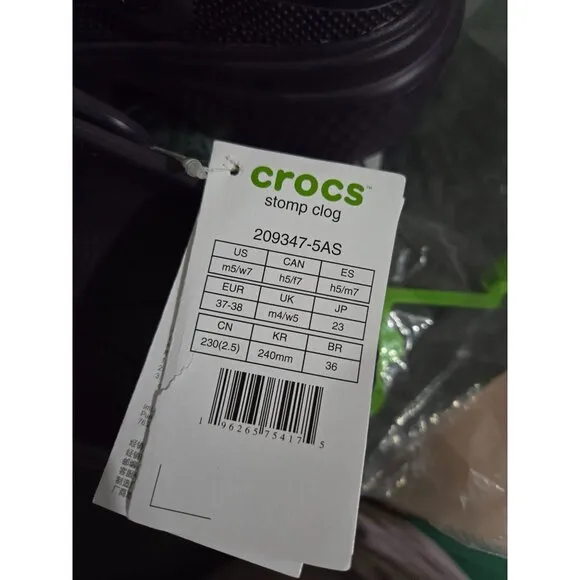 crocs™
stomp clog
209347-5AS
US CAN ES
m5/w7 h5/f7 h5/m7
EUR UK JP
37-38 m4/w5 23
CN KR BR
230(2.5) 240mm 36
1 96265 75417 5